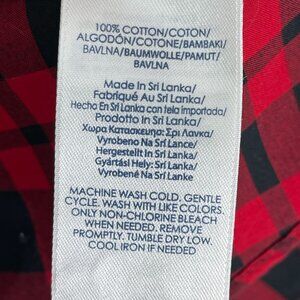 100% COTTON/COTON/
ALGODÓN/COTONE/BAMBAKI/
BAVLNA/BAUMWOLLE/PAMUT/
BAVLNA
Made In Sri Lanka/
Fabriqué Au Sri Lanka/
Hecho En Sri Lanka con tela importada/
Prodotto In Sri Lanka/
Χωρα Κατασκευησ: Σρι Λανκα/
Vyrobeno Na Srí Lance/
Hergestellt In Sri Lanka/
Gyártási Hely: Srí Lanka/
Vyrobené Na Srí Lanke
MACHINE WASH COLD, GENTLE
CYCLE. WASH WITH LIKE COLORS.
ONLY NON-CHLORINE BLEACH
WHEN NEEDED. REMOVE
PROMPTLY. TUMBLE DRY LOW.
COOL IRON IF NEEDED